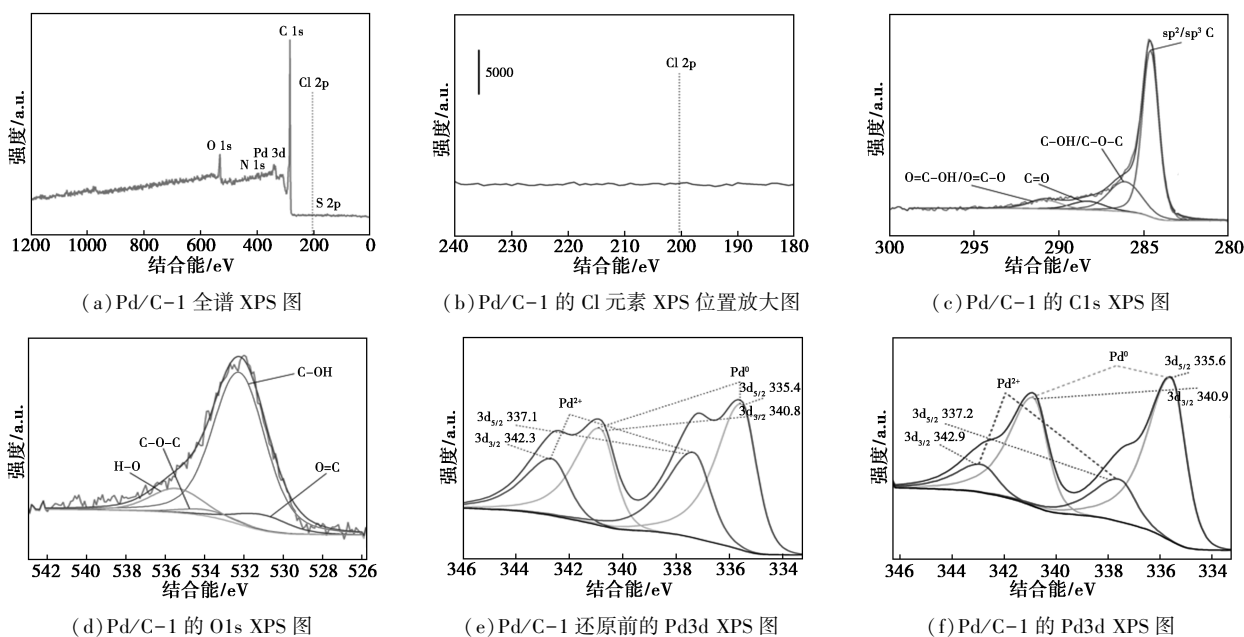 C 1s
Cl 2p
O 1s
Pd 3d
N 1s
S 2p
强度/a.u.
1200 1000 800 600 400 200 0
结合能/eV
(a)Pd/C-1 全谱 XPS 图
5000
Cl 2p
强度/a.u.
240 230 220 210 200 190 180
结合能/eV
(b)Pd/C-1 的 Cl 元素 XPS 位置放大图
sp²/sp³ C
C-OH/C-O-C
O=C-OH/O=C-O
C=O
强度/a.u.
300 295 290 285 280
结合能/eV
(c)Pd/C-1 的 C1s XPS 图
C-OH
C-O-C
H-O
O=C
强度/a.u.
542 540 538 536 534 532 530 528 526
结合能/eV
(d)Pd/C-1 的 O1s XPS 图
Pd⁰
3d₅/₂ 335.4
Pd²⁺
3d₃/₂ 340.8
3d₅/₂ 337.1
3d₃/₂ 342.3
强度/a.u.
346 344 342 340 338 336 334
结合能/eV
(e)Pd/C-1 还原前的 Pd3d XPS 图
Pd⁰
3d₅/₂ 335.6
Pd²⁺
3d₃/₂ 340.9
3d₅/₂ 337.2
3d₃/₂ 342.9
强度/a.u.
346 344 342 340 338 336 334
结合能/eV
(f)Pd/C-1 的 Pd3d XPS 图